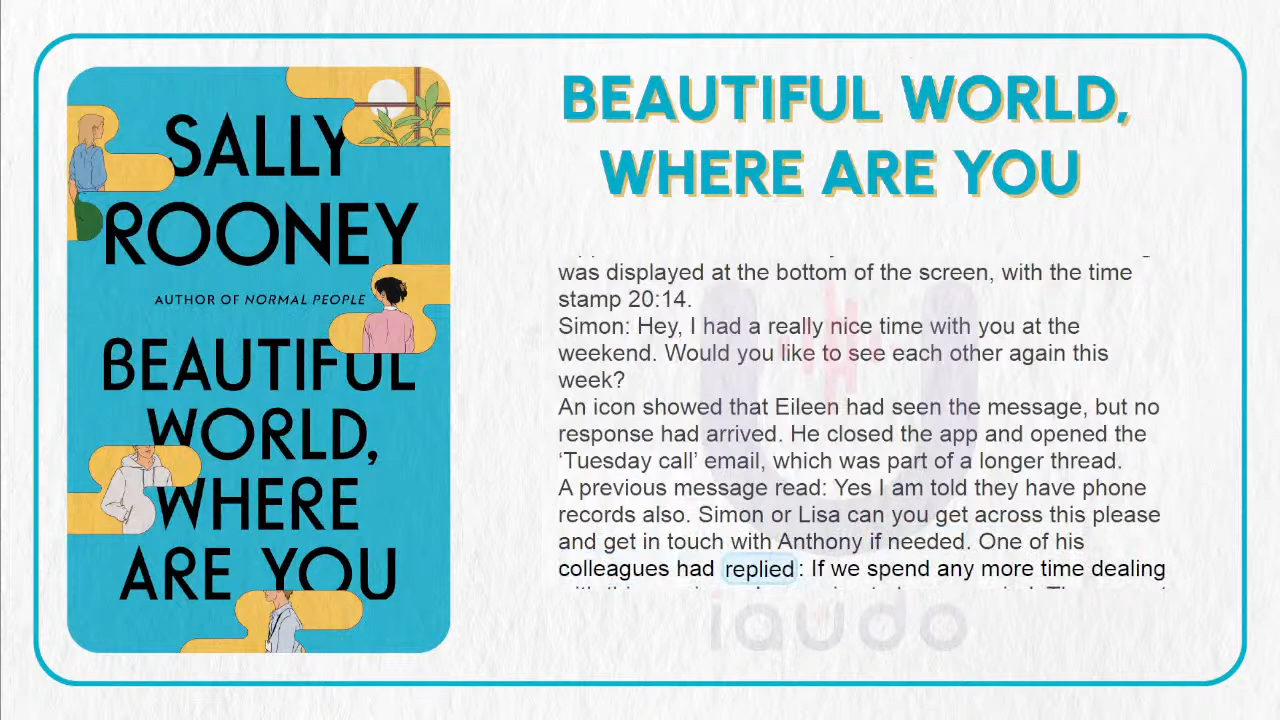 SALLY
ROONEY
AUTHOR OF NORMAL PEOPLE
BEAUTIFUL
WORLD,
WHERE
ARE YOU
BEAUTIFUL WORLD,
WHERE ARE YOU
was displayed at the bottom of the screen, with the time
stamp 20:14.
Simon: Hey, I had a really nice time with you at the
weekend. Would you like to see each other again this
week?
An icon showed that Eileen had seen the message, but no
response had arrived. He closed the app and opened the
‘Tuesday call’ email, which was part of a longer thread.
A previous message read: Yes I am told they have phone
records also. Simon or Lisa can you get across this please
and get in touch with Anthony if needed. One of his
colleagues had replied: If we spend any more time dealing
iaudo